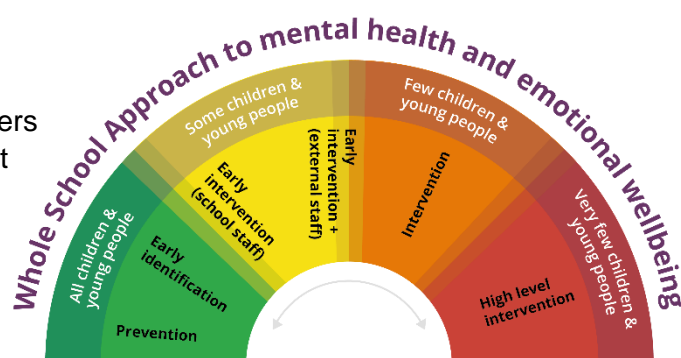 Whole School Approach to mental health and emotional wellbeing
ers
t
All children &
young people
Some children &
young people
Few children &
young people
Very few children &
young people
Prevention
Early
identification
Early
intervention
(school staff)
Early
intervention +
(external staff)
Intervention
High level
intervention